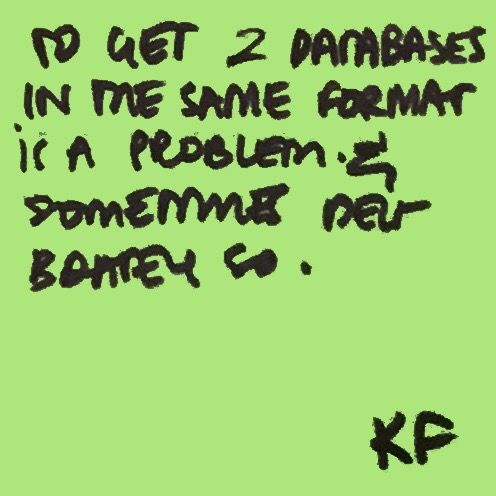 TO GET 2 DATABASES
IN THE SAME FORMAT
is A PROBLEM. &
SOMETIMES
SO.
KF